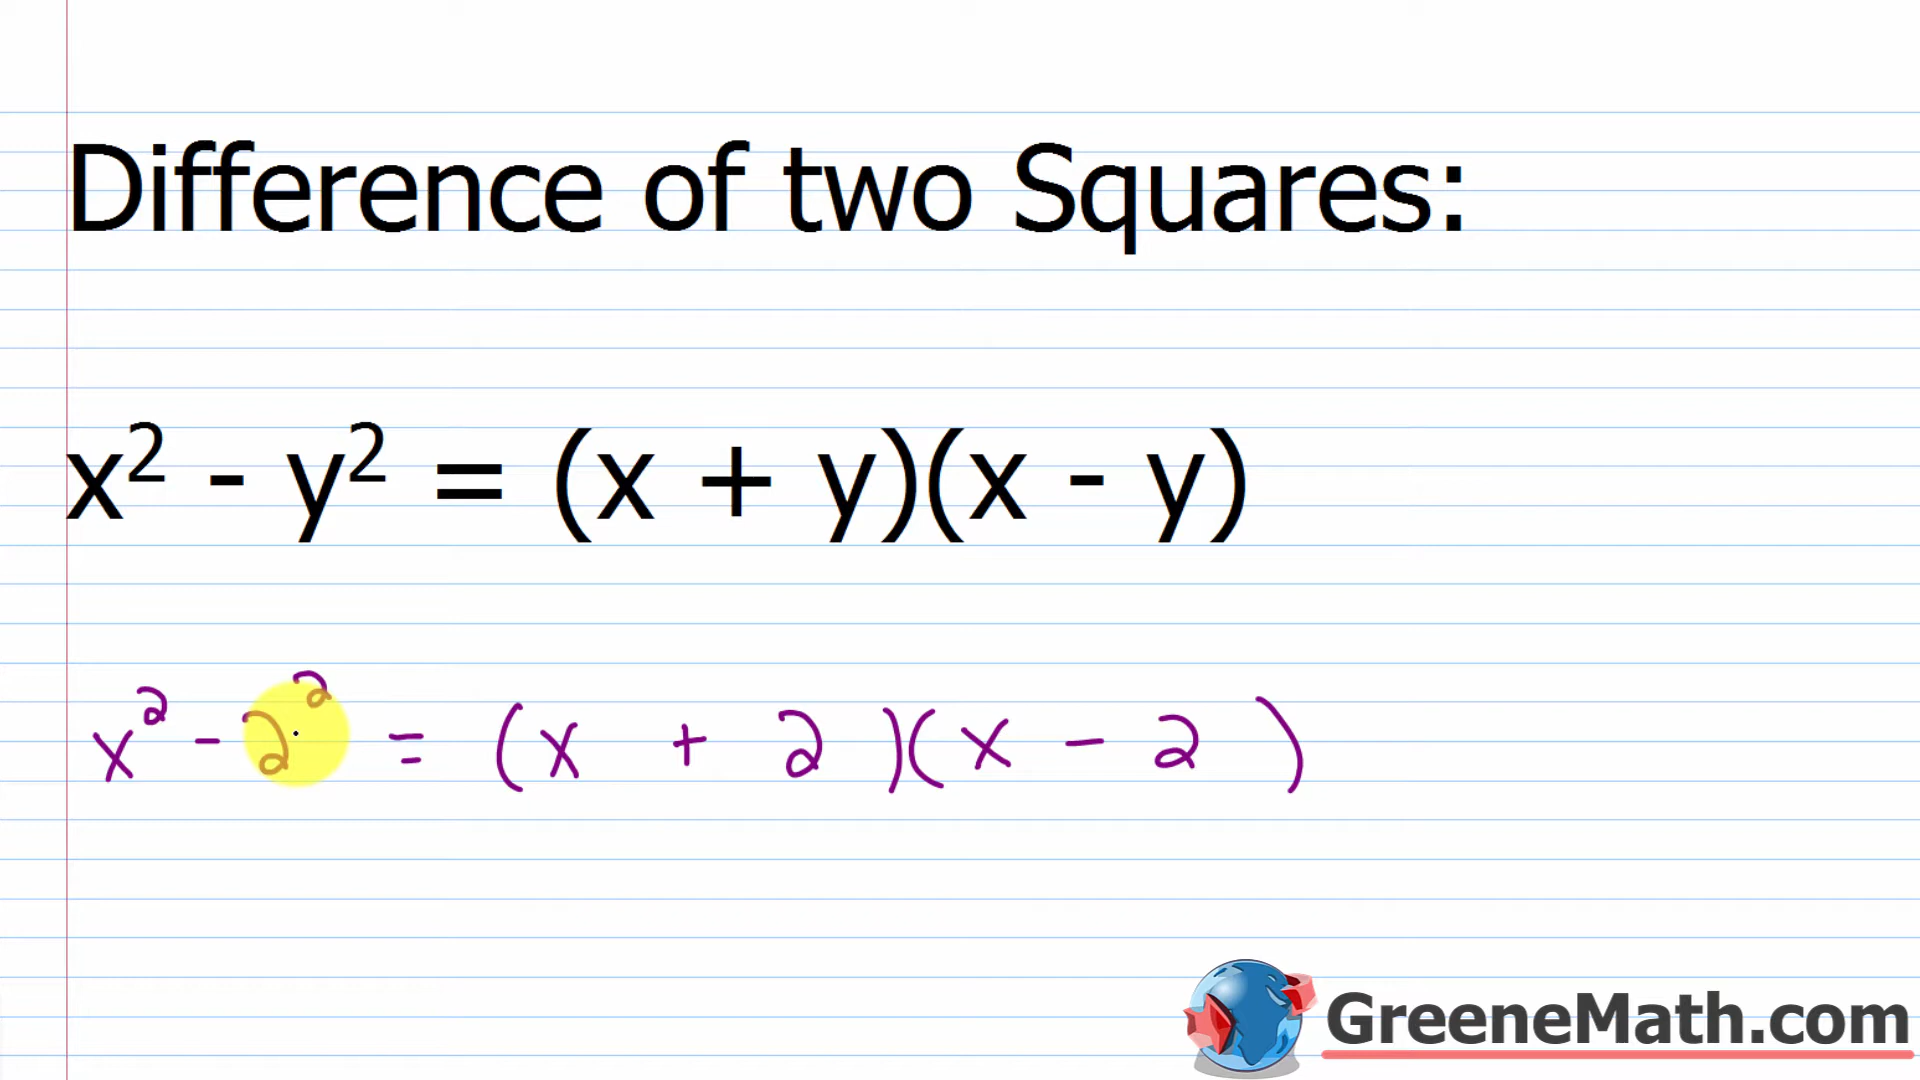 Difference of two Squares:
x² - y² = (x + y)(x - y)
x² - 2² = (x + 2)(x - 2)
GreeneMath.com